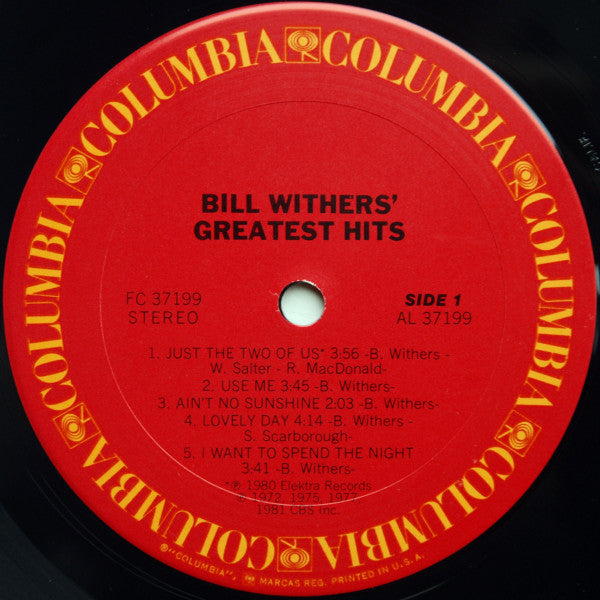 COLUMBIA COLUMBIA COLUMBIA COLUMBIA COLUMBIA COLUMBIA COLUMBIA
BILL WITHERS'
GREATEST HITS
FC 37199
STEREO
SIDE 1
AL 37199
1. JUST THE TWO OF US* 3:56 -B. Withers -
W. Salter - R. MacDonald-
2. USE ME 3:45 -B. Withers-
3. AIN'T NO SUNSHINE 2:03 -B. Withers-
4. LOVELY DAY 4:14 -B. Withers -
S. Scarborough-
5. I WANT TO SPEND THE NIGHT
3:41 -B. Withers-
*℗ 1980 Elektra Records
℗ 1972, 1975, 1977,
1981 CBS Inc.
®"COLUMBIA", MARCAS REG. PRINTED IN U.S.A.